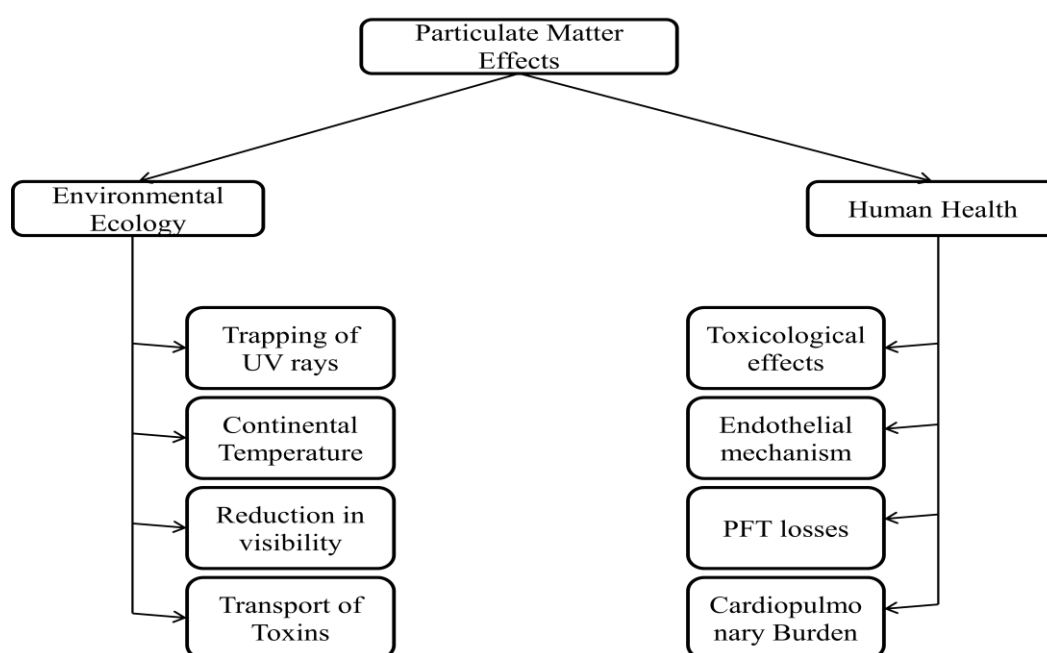 Particulate Matter
Effects
Environmental
Ecology
Human Health
Trapping of
UV rays
Continental
Temperature
Reduction in
visibility
Transport of
Toxins
Toxicological
effects
Endothelial
mechanism
PFT losses
Cardiopulmo
nary Burden